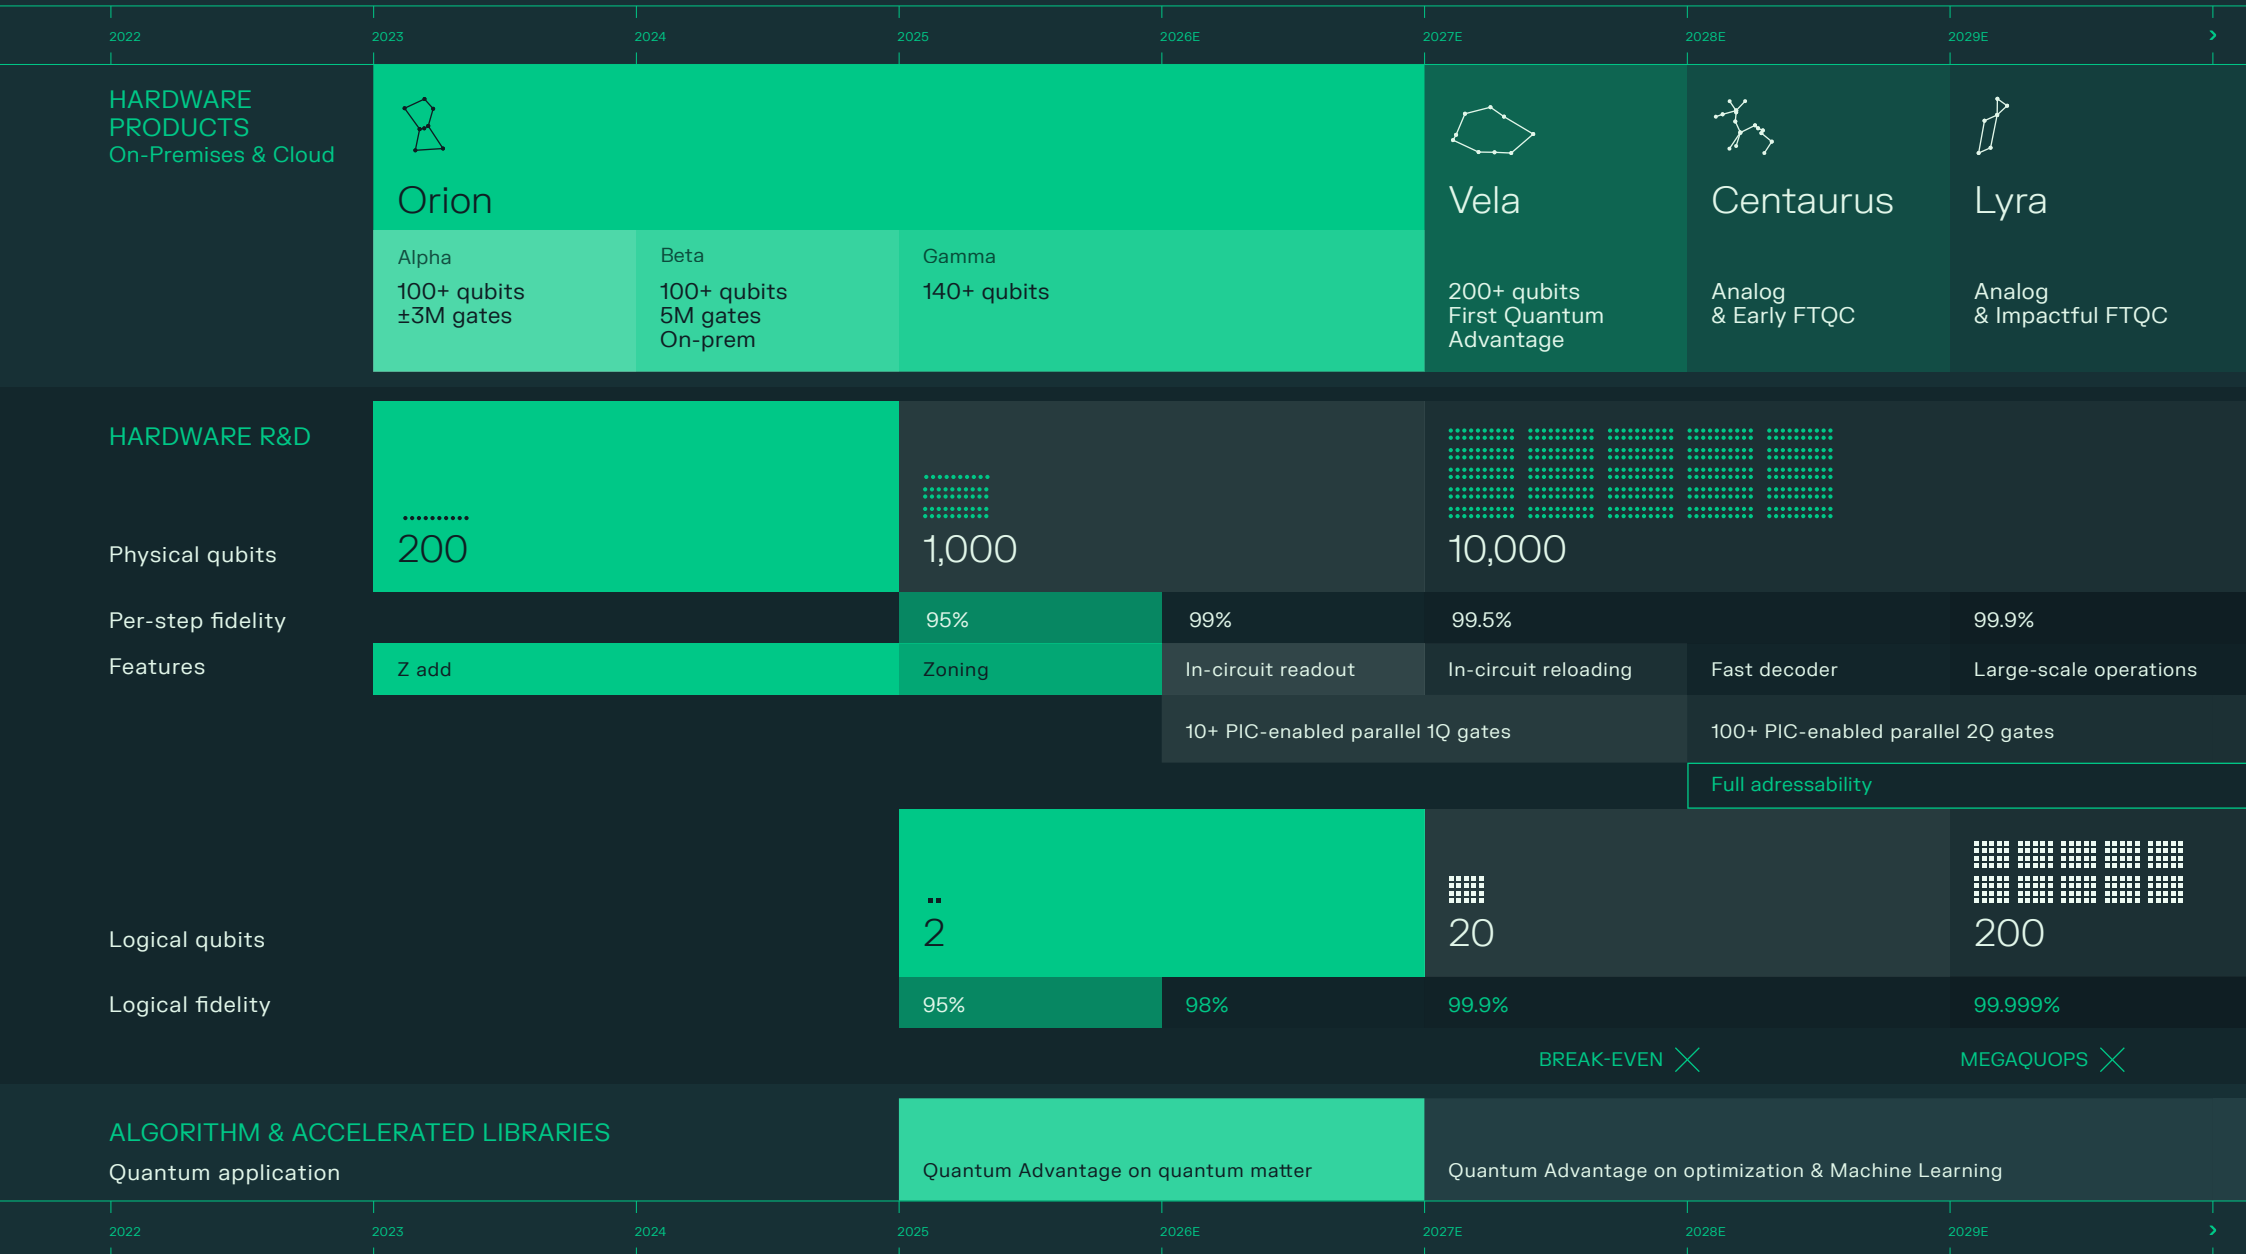 2022 2023 2024 2025 2026E 2027E 2028E 2029E
HARDWARE
PRODUCTS
On-Premises & Cloud
Orion
Alpha
100+ qubits
±3M gates
Beta
100+ qubits
5M gates
On-prem
Gamma
140+ qubits
Vela
200+ qubits
First Quantum
Advantage
Centaurus
Analog
& Early FTQC
Lyra
Analog
& Impactful FTQC
HARDWARE R&D
Physical qubits 200 1,000 10,000
Per-step fidelity 95% 99% 99.5% 99.9%
Features Z add Zoning In-circuit readout In-circuit reloading Fast decoder Large-scale operations
10+ PIC-enabled parallel 1Q gates 100+ PIC-enabled parallel 2Q gates
Full adressability
Logical qubits 2 20 200
Logical fidelity 95% 98% 99.9% 99.999%
BREAK-EVEN MEGAQUOPS
ALGORITHM & ACCELERATED LIBRARIES
Quantum application Quantum Advantage on quantum matter Quantum Advantage on optimization & Machine Learning
2022 2023 2024 2025 2026E 2027E 2028E 2029E